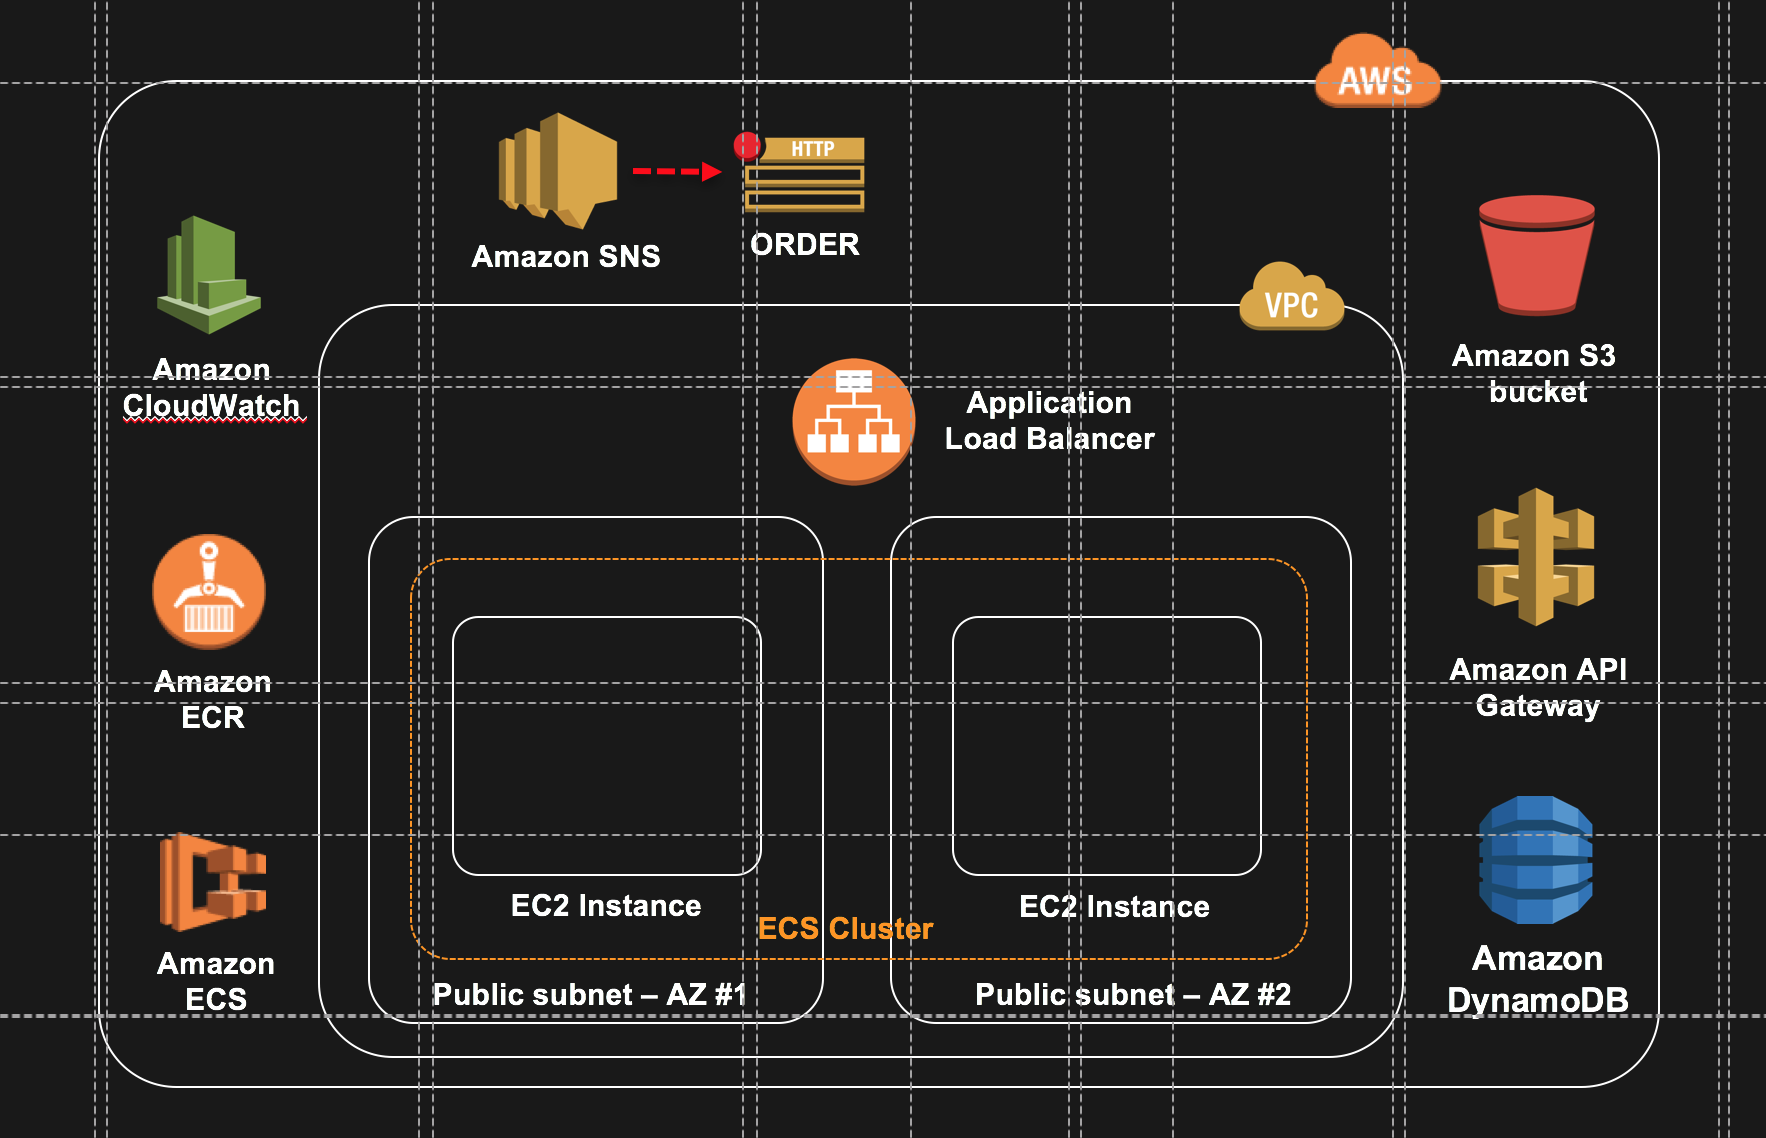 AWS
HTTP
Amazon SNS
ORDER
VPC
Amazon
CloudWatch
Amazon S3
bucket
Application
Load Balancer
Amazon
ECR
Amazon API
Gateway
EC2 Instance
EC2 Instance
ECS Cluster
Amazon
ECS
Public subnet – AZ #1
Public subnet – AZ #2
Amazon
DynamoDB